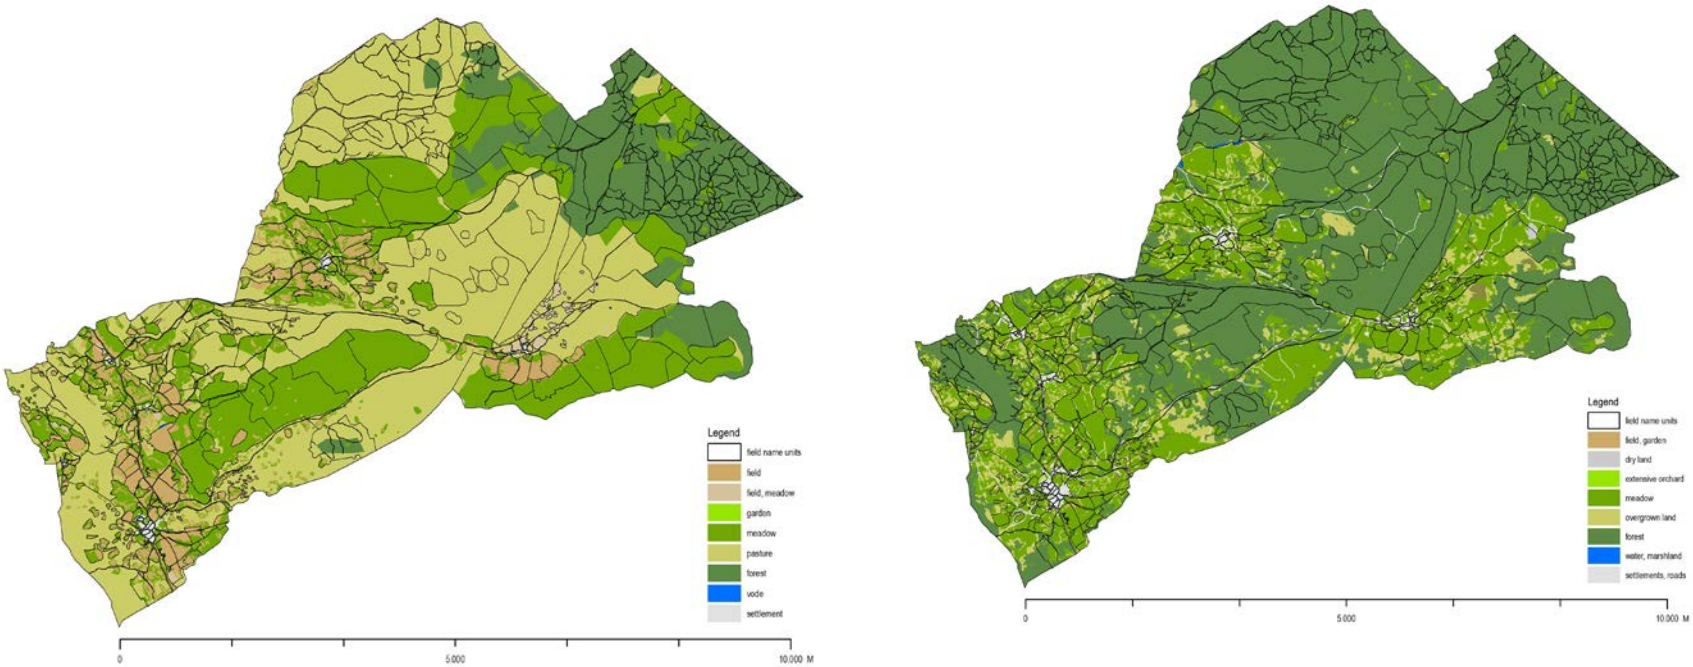 Legend
field name units
field
field, meadow
garden
meadow
pasture
forest
vode
settlement
0 5.000 10.000 M
Legend
field name units
field, garden
dry land
extensive orchard
meadow
overgrown land
forest
water, marshland
settlements, roads
0 5.000 10.000 M